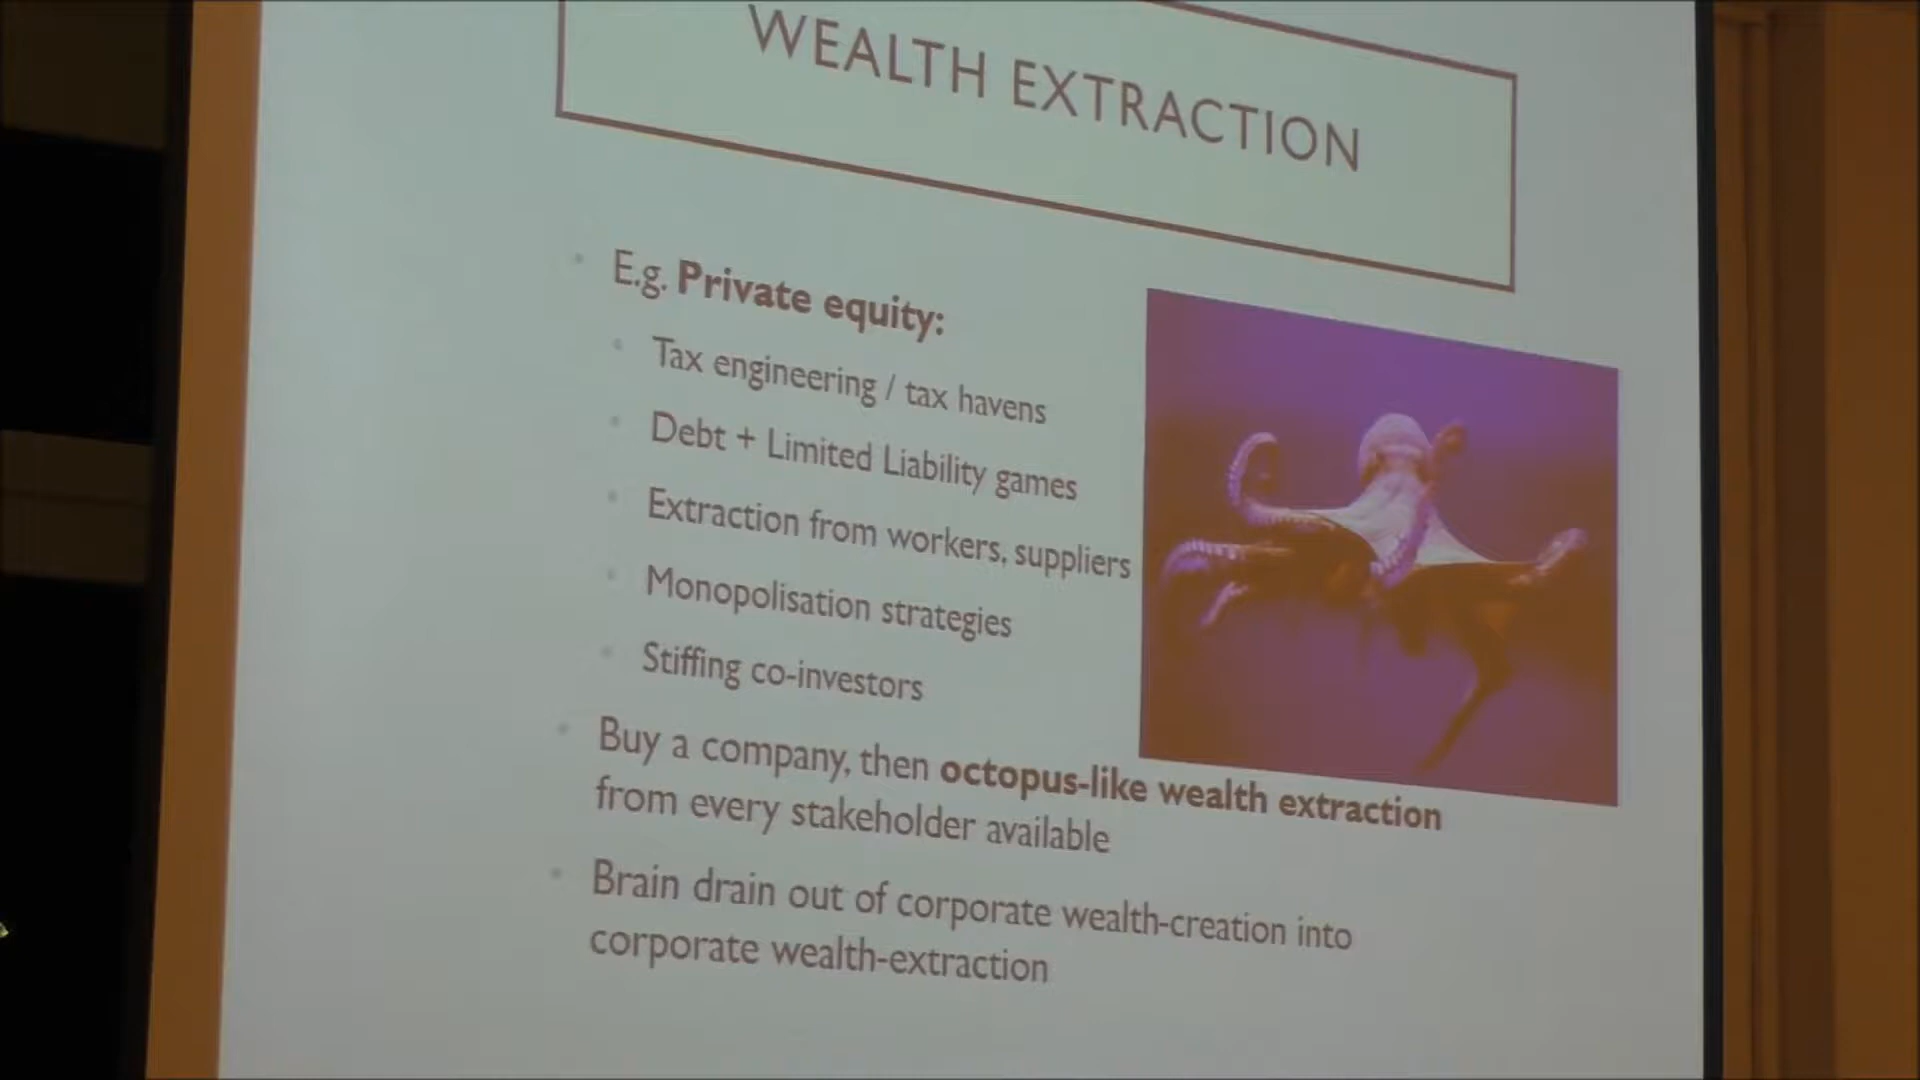 WEALTH EXTRACTION
E.g. Private equity:
Tax engineering / tax havens
Debt + Limited Liability games
Extraction from workers, suppliers
Monopolisation strategies
Stiffing co-investors
Buy a company, then octopus-like wealth extraction
from every stakeholder available
Brain drain out of corporate wealth-creation into
corporate wealth-extraction